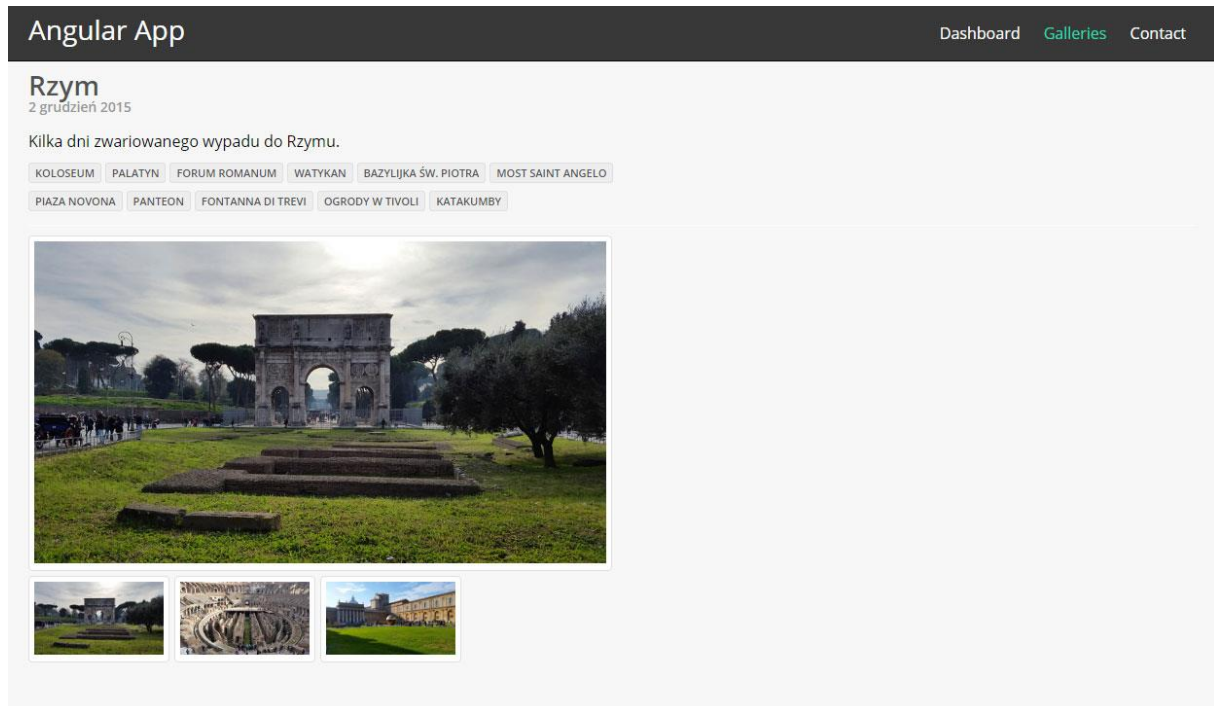 Angular App
Dashboard Galleries Contact
Rzym
2 grudzień 2015
Kilka dni zwariowanego wypadu do Rzymu.
KOLOSEUM PALATYN FORUM ROMANUM WATYKAN BAZYLIJKA ŚW. PIOTRA MOST SAINT ANGELO
PIAZA NOVONA PANTEON FONTANNA DI TREVI OGRODY W TIVOLI KATAKUMBY